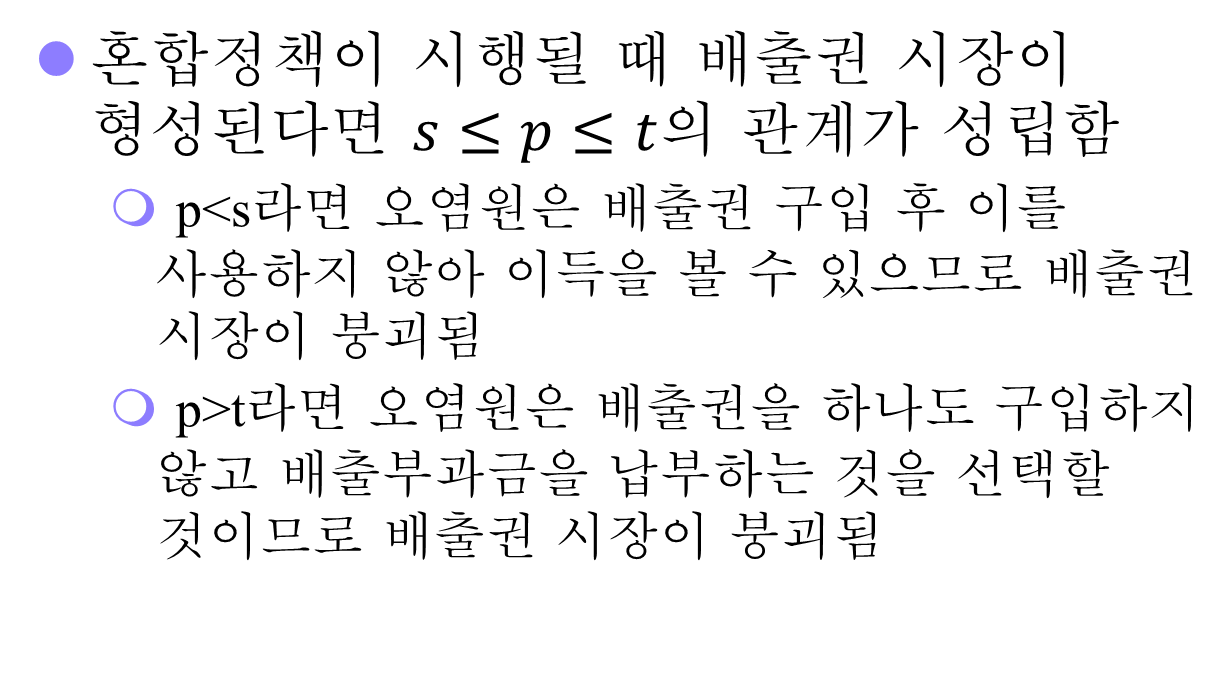 혼합정책이 시행될 때 배출권 시장이
형성된다면 s ≤ p ≤ t의 관계가 성립함
p<s라면 오염원은 배출권 구입 후 이를
사용하지 않아 이득을 볼 수 있으므로 배출권
시장이 붕괴됨
p>t라면 오염원은 배출권을 하나도 구입하지
않고 배출부과금을 납부하는 것을 선택할
것이므로 배출권 시장이 붕괴됨